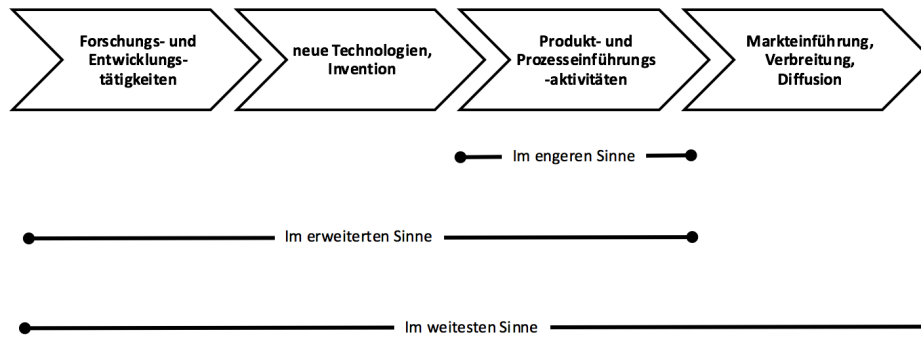 Forschungs- und
Entwicklungs-
tätigkeiten
neue Technologien,
Invention
Produkt- und
Prozesseinführungs
-aktivitäten
Markteinführung,
Verbreitung,
Diffusion
Im engeren Sinne
Im erweiterten Sinne
Im weitesten Sinne